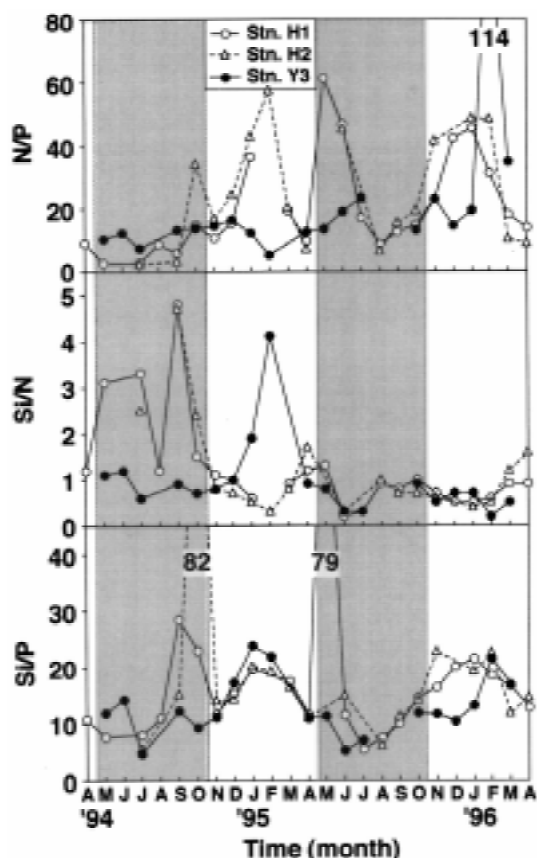 80
Stn. H1
Stn. H2
Stn. Y3
114
60
40
20
0
N/P
5
4
3
2
1
0
Si/N
82
79
40
30
20
10
0
Si/P
A M J J A S O N D J F M A M J J A S O N D J F M A
'94 '95 '96
Time (month)